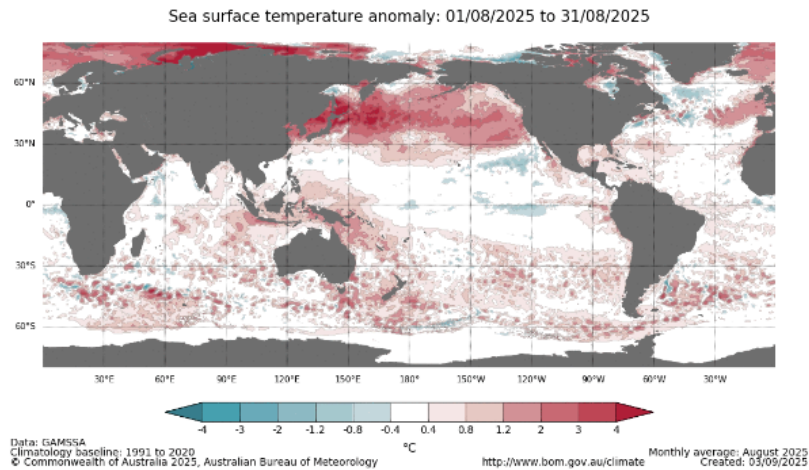 Sea surface temperature anomaly: 01/08/2025 to 31/08/2025
60°N
30°N
0°
30°S
60°S
30°E 60°E 90°E 120°E 150°E 180° 150°W 120°W 90°W 60°W 30°W
-4 -3 -2 -1.2 -0.8 -0.4 0.4 0.8 1.2 2 3 4
°C
Data: GAMSSA
Climatology baseline: 1991 to 2020
© Commonwealth of Australia 2025, Australian Bureau of Meteorology
http://www.bom.gov.au/climate
Monthly average: August 2025
Created: 03/09/2025